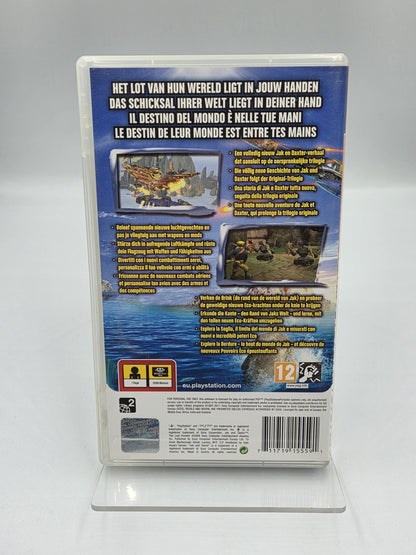 HET LOT VAN HUN WERELD LIGT IN JOUW HANDEN
DAS SCHICKSAL IHRER WELT LIEGT IN DEINER HAND
IL DESTINO DEL MONDO È NELLE TUE MANI
LE DESTIN DE LEUR MONDE EST ENTRE TES MAINS
• Een volledig nieuw Jak en Daxter-verhaal
dat aansluit op de oorspronkelijke trilogie
• Die völlig neue Geschichte von Jak und
Daxter folgt der Original-Trilogie
• Una storia di Jak e Daxter tutta nuova,
seguito della trilogia originale
• Une toute nouvelle aventure de Jak et
Daxter, qui prolonge la trilogie originale
• Beleef spannende nieuwe luchtgevechten en
pas je vliegtuig aan met wapens en mods
• Stürze dich in aufregende Luftkämpfe und rüste
dein Flugzeug mit Waffen und Fähigkeiten aus
• Divertiti con i nuovi combattimenti aerei,
personalizza il tuo velivolo con armi e abilità
• Frissonne avec de nouveaux combats aériens
et personnalise ton avion avec des armes et
des compétences
Verken de Brink (de rand van de wereld van Jak) en probeer
de geweldige nieuwe Eco-krachten onder de knie te krijgen
Erkunde die Kante – den Rand von Jaks Welt – und lerne, mit
den tollen neuen Eco-Kräften umzugehen
Esplora la Soglia, il limite del mondo di Jak e misurati con
nuovi e incredibili poteri Eco
Explore la Bordure – le bout du monde de Jak – et découvre de
nouveaux Pouvoirs Eco époustouflants
1 Player
12
www.pegi.info
eu.playstation.com
2
7 11719 15559 1